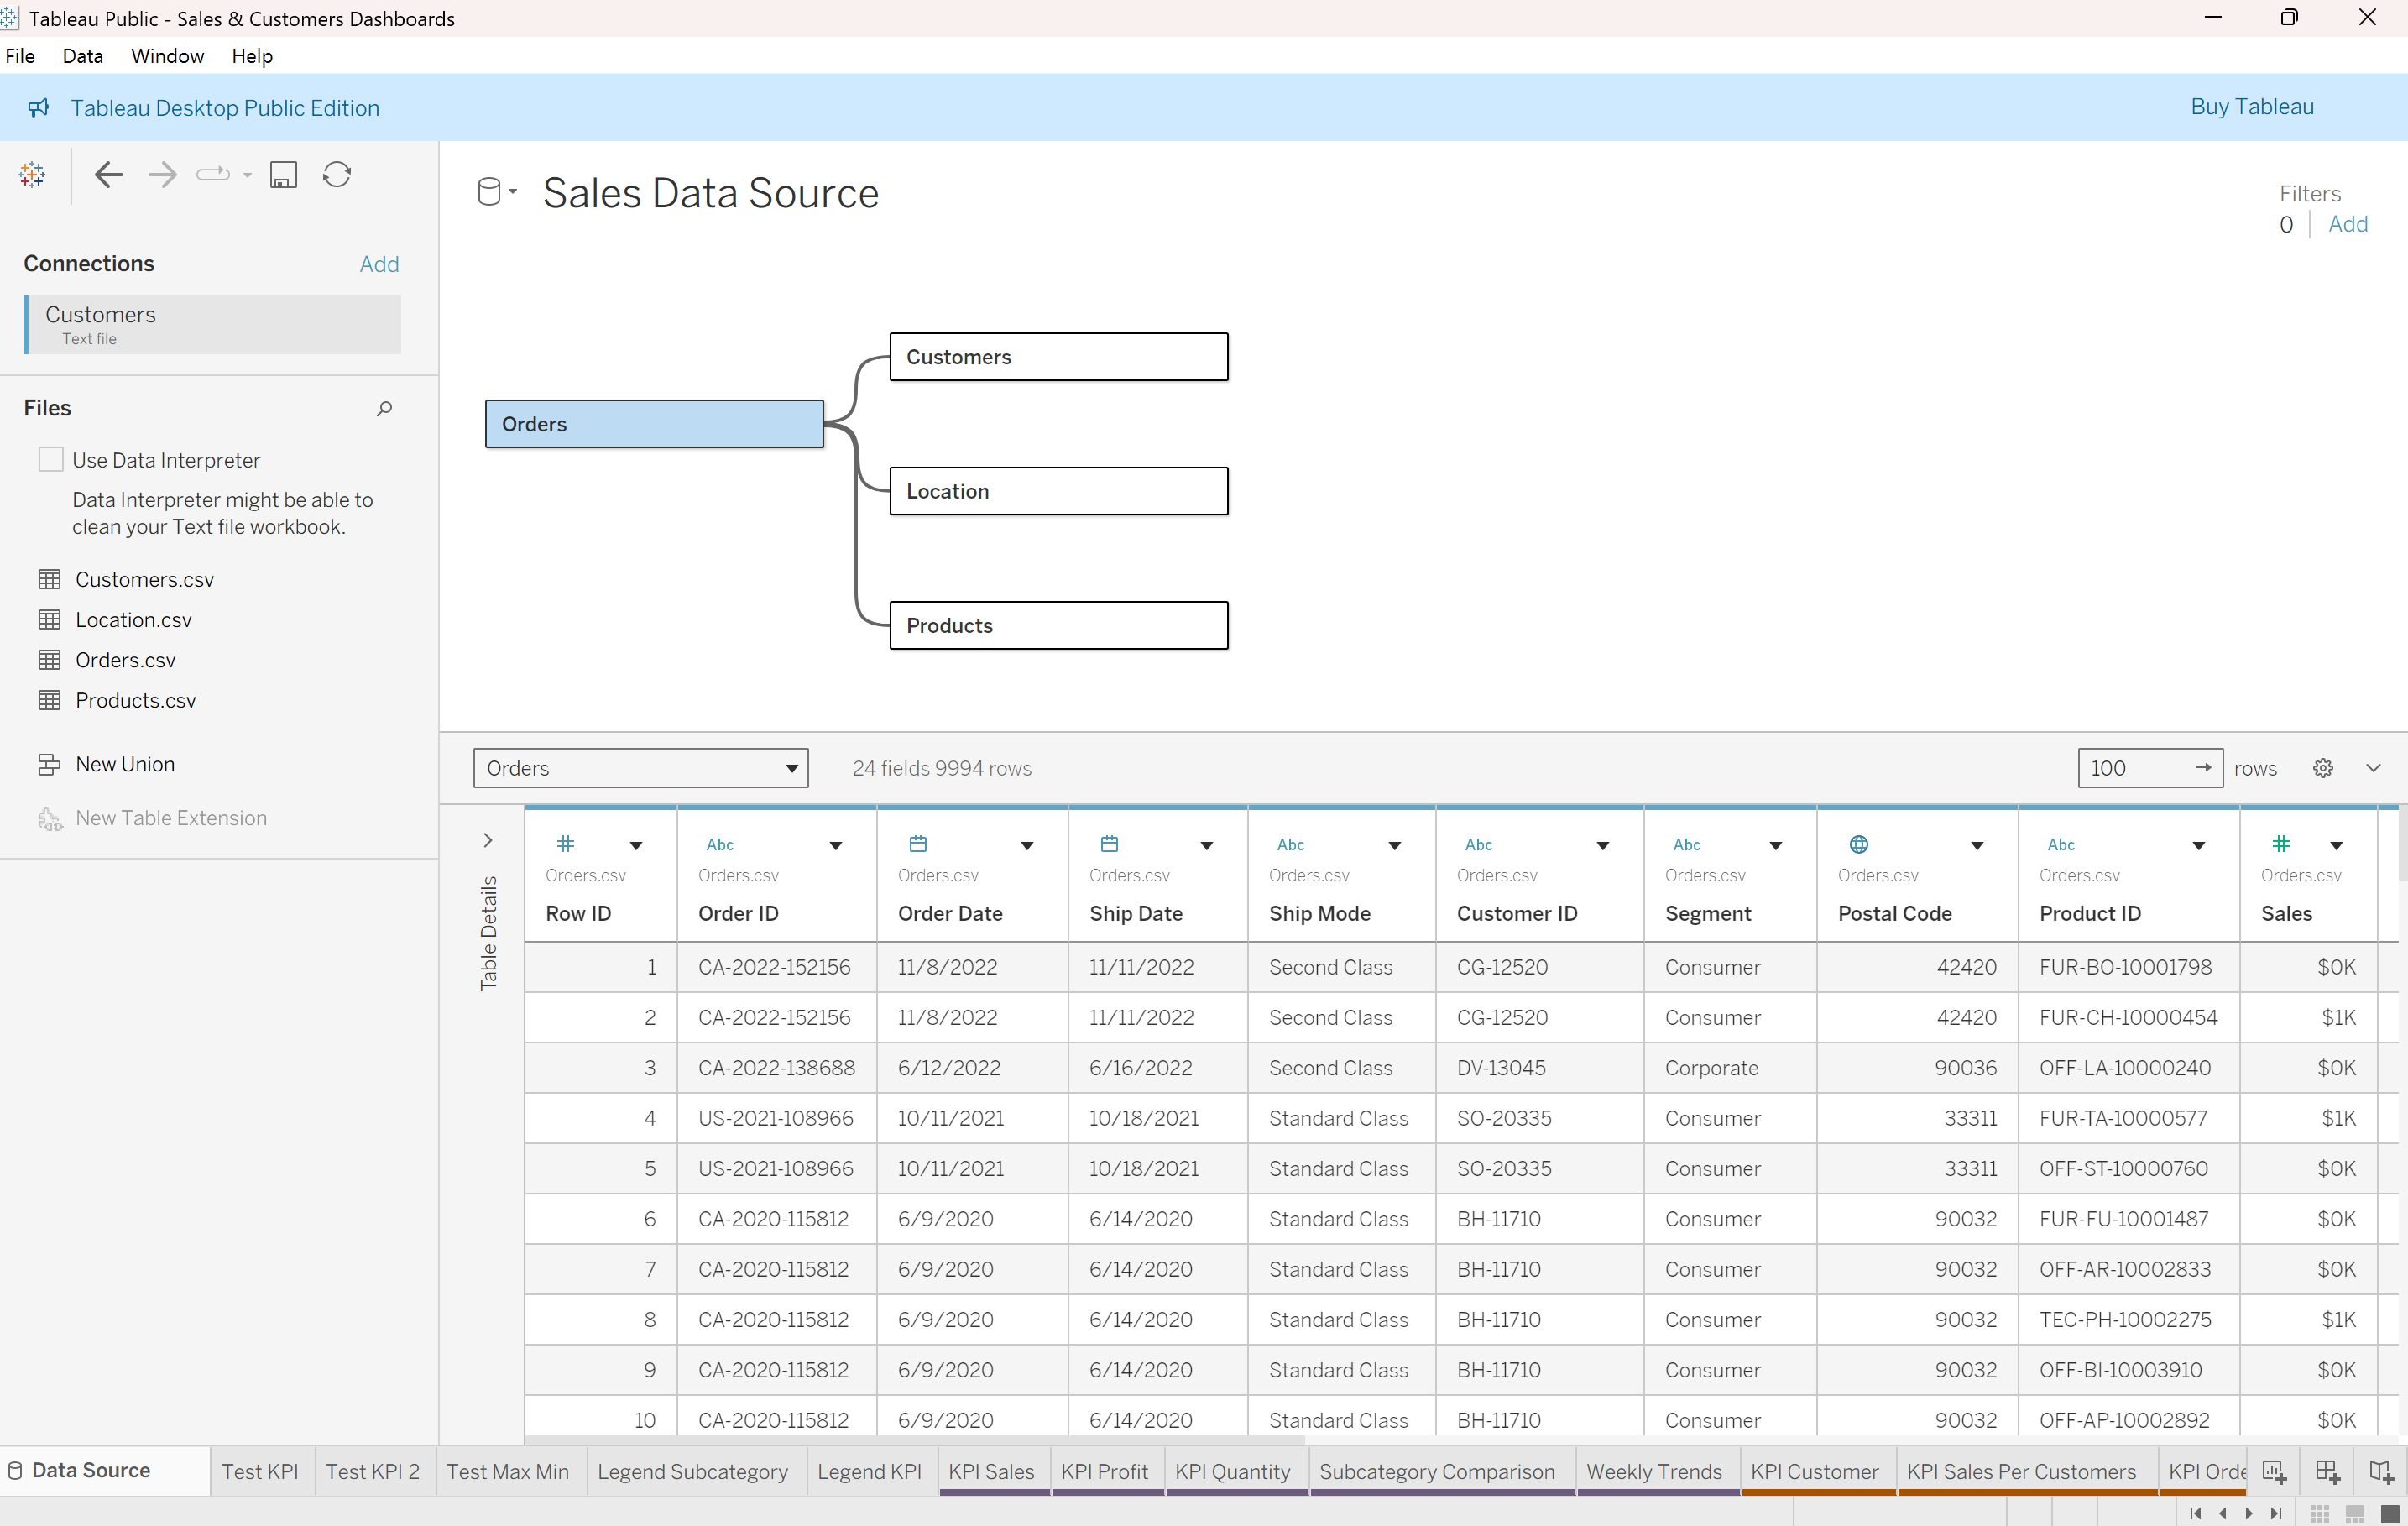 Tableau Public - Sales & Customers Dashboards
File Data Window Help
Tableau Desktop Public Edition
Buy Tableau
Sales Data Source
Filters
0 Add
Connections Add
Customers
Text file
Files
Use Data Interpreter
Data Interpreter might be able to
clean your Text file workbook.
Customers.csv
Location.csv
Orders.csv
Products.csv
New Union
New Table Extension
Orders
Customers
Location
Products
Orders 24 fields 9994 rows 100 → rows
Table Details
# Abc Abc Abc Abc Abc #
Orders.csv Orders.csv Orders.csv Orders.csv Orders.csv Orders.csv Orders.csv Orders.csv Orders.csv Orders.csv
Row ID Order ID Order Date Ship Date Ship Mode Customer ID Segment Postal Code Product ID Sales
1 CA-2022-152156 11/8/2022 11/11/2022 Second Class CG-12520 Consumer 42420 FUR-BO-10001798 $0K
2 CA-2022-152156 11/8/2022 11/11/2022 Second Class CG-12520 Consumer 42420 FUR-CH-10000454 $1K
3 CA-2022-138688 6/12/2022 6/16/2022 Second Class DV-13045 Corporate 90036 OFF-LA-10000240 $0K
4 US-2021-108966 10/11/2021 10/18/2021 Standard Class SO-20335 Consumer 33311 FUR-TA-10000577 $1K
5 US-2021-108966 10/11/2021 10/18/2021 Standard Class SO-20335 Consumer 33311 OFF-ST-10000760 $0K
6 CA-2020-115812 6/9/2020 6/14/2020 Standard Class BH-11710 Consumer 90032 FUR-FU-10001487 $0K
7 CA-2020-115812 6/9/2020 6/14/2020 Standard Class BH-11710 Consumer 90032 OFF-AR-10002833 $0K
8 CA-2020-115812 6/9/2020 6/14/2020 Standard Class BH-11710 Consumer 90032 TEC-PH-10002275 $1K
9 CA-2020-115812 6/9/2020 6/14/2020 Standard Class BH-11710 Consumer 90032 OFF-BI-10003910 $0K
10 CA-2020-115812 6/9/2020 6/14/2020 Standard Class BH-11710 Consumer 90032 OFF-AP-10002892 $0K
Data Source Test KPI Test KPI 2 Test Max Min Legend Subcategory Legend KPI KPI Sales KPI Profit KPI Quantity Subcategory Comparison Weekly Trends KPI Customer KPI Sales Per Customers KPI Orde